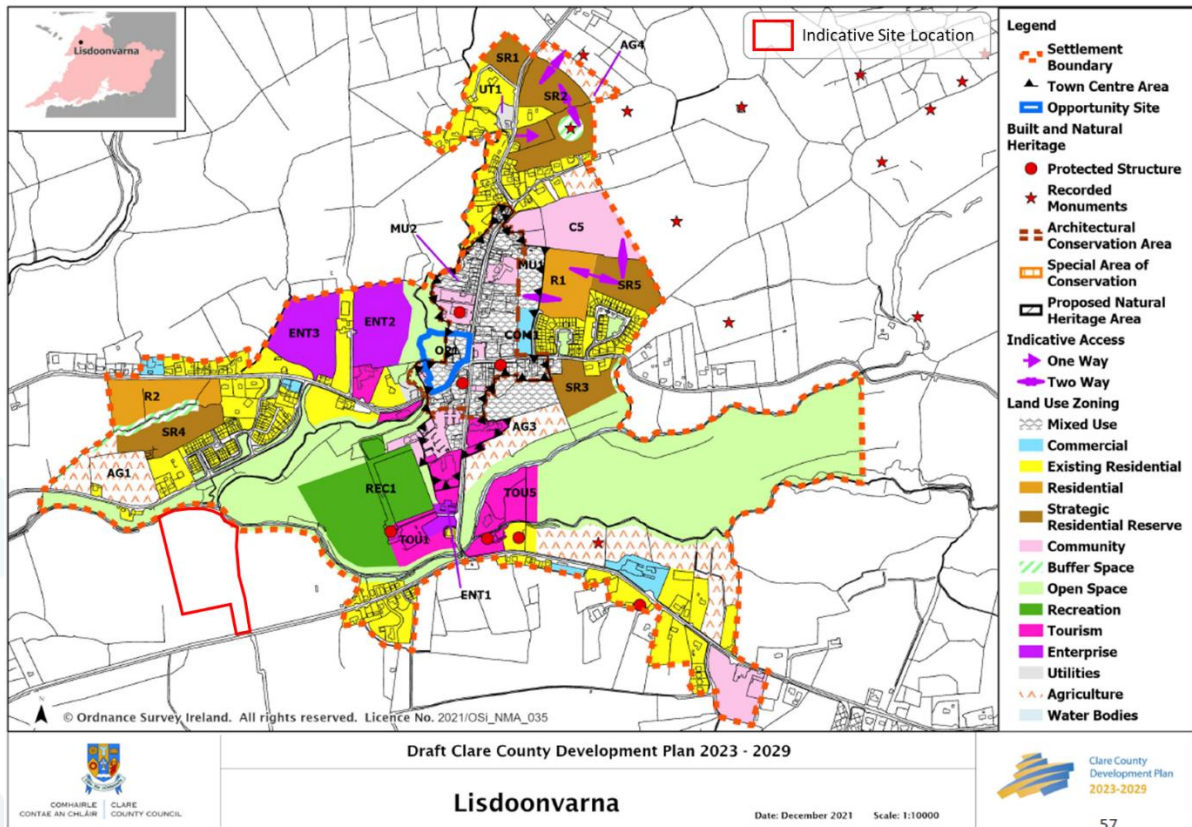 Lisdoonvarna
Indicative Site Location
AG4
SR1
UT1
SR2
C5
MU2
MU1
R1
SR5
ENT3
ENT2
OP1
COM1
R2
SR3
SR4
AG3
AG1
REC1
TOU5
TOU1
ENT1
N
© Ordnance Survey Ireland. All rights reserved. Licence No. 2021/OSi_NMA_035
Legend
Settlement
Boundary
Town Centre Area
Opportunity Site
Built and Natural
Heritage
Protected Structure
Recorded
Monuments
Architectural
Conservation Area
Special Area of
Conservation
Proposed Natural
Heritage Area
Indicative Access
One Way
Two Way
Land Use Zoning
Mixed Use
Commercial
Existing Residential
Residential
Strategic
Residential Reserve
Community
Buffer Space
Open Space
Recreation
Tourism
Enterprise
Utilities
Agriculture
Water Bodies
COMHAIRLE CLARE
CONTAE AN CHLÁIR COUNTY COUNCIL
Draft Clare County Development Plan 2023 - 2029
Lisdoonvarna
Date: December 2021 Scale: 1:10000
Clare County
Development Plan
2023-2029
57